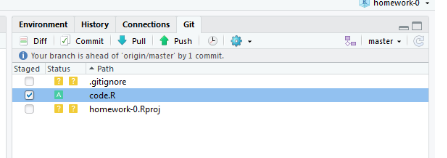 homework-0
Environment History Connections Git
Diff Commit Pull Push master
Your branch is ahead of 'origin/master' by 1 commit.
Staged Status Path
? ? .gitignore
A code.R
? ? homework-0.Rproj